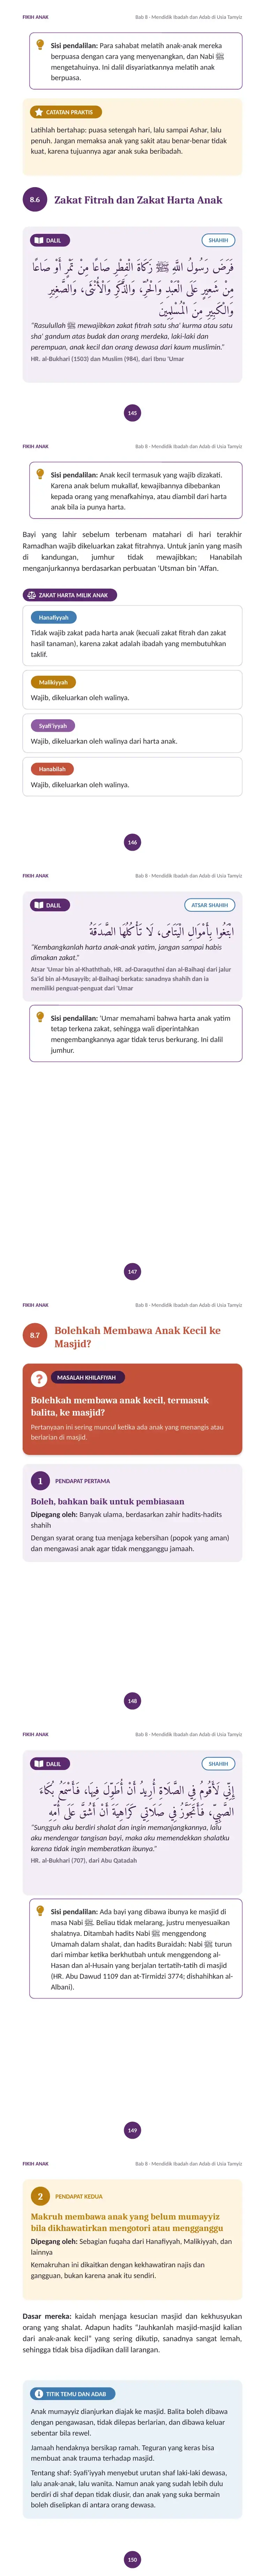 FIKIH ANAK
Bab 8 - Mendidik Ibadah dan Adab di Usia Tamyiz
Sisi pendalilan: Para sahabat melatih anak-anak mereka
berpuasa dengan cara yang menyenangkan, dan Nabi ﷺ
mengetahuinya. Ini dalil disyariatkannya melatih anak
berpuasa.
CATATAN PRAKTIS
Latihlah bertahap: puasa setengah hari, lalu sampai Ashar, lalu
penuh. Jangan memaksa anak yang sakit atau benar-benar tidak
kuat, karena tujuannya agar anak suka beribadah.
8.6
Zakat Fitrah dan Zakat Harta Anak
DALIL
SHAHIH
فَرَضَ رَسُولُ اللَّهِ ﷺ زَكَاةَ الْفِطْرِ صَاعًا مِنْ تَمْرٍ أَوْ صَاعًا
مِنْ شَعِيرٍ عَلَى الْعَبْدِ وَالْحُرِّ، وَالذَّكَرِ وَالْأُنْثَى، وَالصَّغِيرِ
وَالْكَبِيرِ مِنَ الْمُسْلِمِينَ
"Rasulullah ﷺ mewajibkan zakat fitrah satu sha' kurma atau satu
sha' gandum atas budak dan orang merdeka, laki-laki dan
perempuan, anak kecil dan orang dewasa dari kaum muslimin."
HR. al-Bukhari (1503) dan Muslim (984), dari Ibnu 'Umar
145
FIKIH ANAK
Bab 8 - Mendidik Ibadah dan Adab di Usia Tamyiz
Sisi pendalilan: Anak kecil termasuk yang wajib dizakati.
Karena anak belum mukallaf, kewajibannya dibebankan
kepada orang yang menafkahinya, atau diambil dari harta
anak bila ia punya harta.
Bayi yang lahir sebelum terbenam matahari di hari terakhir
Ramadhan wajib dikeluarkan zakat fitrahnya. Untuk janin yang masih
di kandungan, jumhur tidak mewajibkan; Hanabilah
menganjurkannya berdasarkan perbuatan 'Utsman bin 'Affan.
ZAKAT HARTA MILIK ANAK
Hanafiyyah
Tidak wajib zakat pada harta anak (kecuali zakat fitrah dan zakat
hasil tanaman), karena zakat adalah ibadah yang membutuhkan
taklif.
Malikiyyah
Wajib, dikeluarkan oleh walinya.
Syafi'iyyah
Wajib, dikeluarkan oleh walinya dari harta anak.
Hanabilah
Wajib, dikeluarkan oleh walinya.
146
FIKIH ANAK
Bab 8 - Mendidik Ibadah dan Adab di Usia Tamyiz
DALIL
ATSAR SHAHIH
ابْتَغُوا بِأَمْوَالِ الْيَتَامَى، لَا تَأْكُلُهَا الصَّدَقَةُ
"Kembangkanlah harta anak-anak yatim, jangan sampai habis
dimakan zakat."
Atsar 'Umar bin al-Khaththab, HR. ad-Daraquthni dan al-Baihaqi dari jalur
Sa'id bin al-Musayyib; al-Baihaqi berkata: sanadnya shahih dan ia
memiliki penguat-penguat dari 'Umar
Sisi pendalilan: 'Umar memahami bahwa harta anak yatim
tetap terkena zakat, sehingga wali diperintahkan
mengembangkannya agar tidak terus berkurang. Ini dalil
jumhur.
147
FIKIH ANAK
Bab 8 - Mendidik Ibadah dan Adab di Usia Tamyiz
8.7
Bolehkah Membawa Anak Kecil ke
Masjid?
MASALAH KHILAFIYAH
Bolehkah membawa anak kecil, termasuk
balita, ke masjid?
Pertanyaan ini sering muncul ketika ada anak yang menangis atau
berlarian di masjid.
1
PENDAPAT PERTAMA
Boleh, bahkan baik untuk pembiasaan
Dipegang oleh: Banyak ulama, berdasarkan zahir hadits-hadits
shahih
Dengan syarat orang tua menjaga kebersihan (popok yang aman)
dan mengawasi anak agar tidak mengganggu jamaah.
148
FIKIH ANAK
Bab 8 - Mendidik Ibadah dan Adab di Usia Tamyiz
DALIL
SHAHIH
إِنِّي لَأَقُومُ فِي الصَّلَاةِ أُرِيدُ أَنْ أُطَوِّلَ فِيهَا، فَأَسْمَعُ بُكَاءَ
الصَّبِيِّ، فَأَتَجَوَّزُ فِي صَلَاتِي كَرَاهِيَةَ أَنْ أَشُقَّ عَلَى أُمِّهِ
"Sungguh aku berdiri shalat dan ingin memanjangkannya, lalu
aku mendengar tangisan bayi, maka aku memendekkan shalatku
karena tidak ingin memberatkan ibunya."
HR. al-Bukhari (707), dari Abu Qatadah
Sisi pendalilan: Ada bayi yang dibawa ibunya ke masjid di
masa Nabi ﷺ. Beliau tidak melarang, justru menyesuaikan
shalatnya. Ditambah hadits Nabi ﷺ menggendong
Umamah dalam shalat, dan hadits Buraidah: Nabi ﷺ turun
dari mimbar ketika berkhutbah untuk menggendong al-
Hasan dan al-Husain yang berjalan tertatih-tatih di masjid
(HR. Abu Dawud 1109 dan at-Tirmidzi 3774; dishahihkan al-
Albani).
149
FIKIH ANAK
Bab 8 - Mendidik Ibadah dan Adab di Usia Tamyiz
2
PENDAPAT KEDUA
Makruh membawa anak yang belum mumayyiz
bila dikhawatirkan mengotori atau mengganggu
Dipegang oleh: Sebagian fuqaha dari Hanafiyyah, Malikiyyah, dan
lainnya
Kemakruhan ini dikaitkan dengan kekhawatiran najis dan
gangguan, bukan karena anak itu sendiri.
Dasar mereka: kaidah menjaga kesucian masjid dan kekhusyukan
orang yang shalat. Adapun hadits "Jauhkanlah masjid-masjid kalian
dari anak-anak kecil" yang sering dikutip, sanadnya sangat lemah,
sehingga tidak bisa dijadikan dalil larangan.
TITIK TEMU DAN ADAB
Anak mumayyiz dianjurkan diajak ke masjid. Balita boleh dibawa
dengan pengawasan, tidak dilepas berlarian, dan dibawa keluar
sebentar bila rewel.
Jamaah hendaknya bersikap ramah. Teguran yang keras bisa
membuat anak trauma terhadap masjid.
Tentang shaf: Syafi'iyyah menyebut urutan shaf laki-laki dewasa,
lalu anak-anak, lalu wanita. Namun anak yang sudah lebih dulu
berdiri di shaf depan tidak diusir, dan anak yang suka bermain
boleh diselipkan di antara orang dewasa.
150